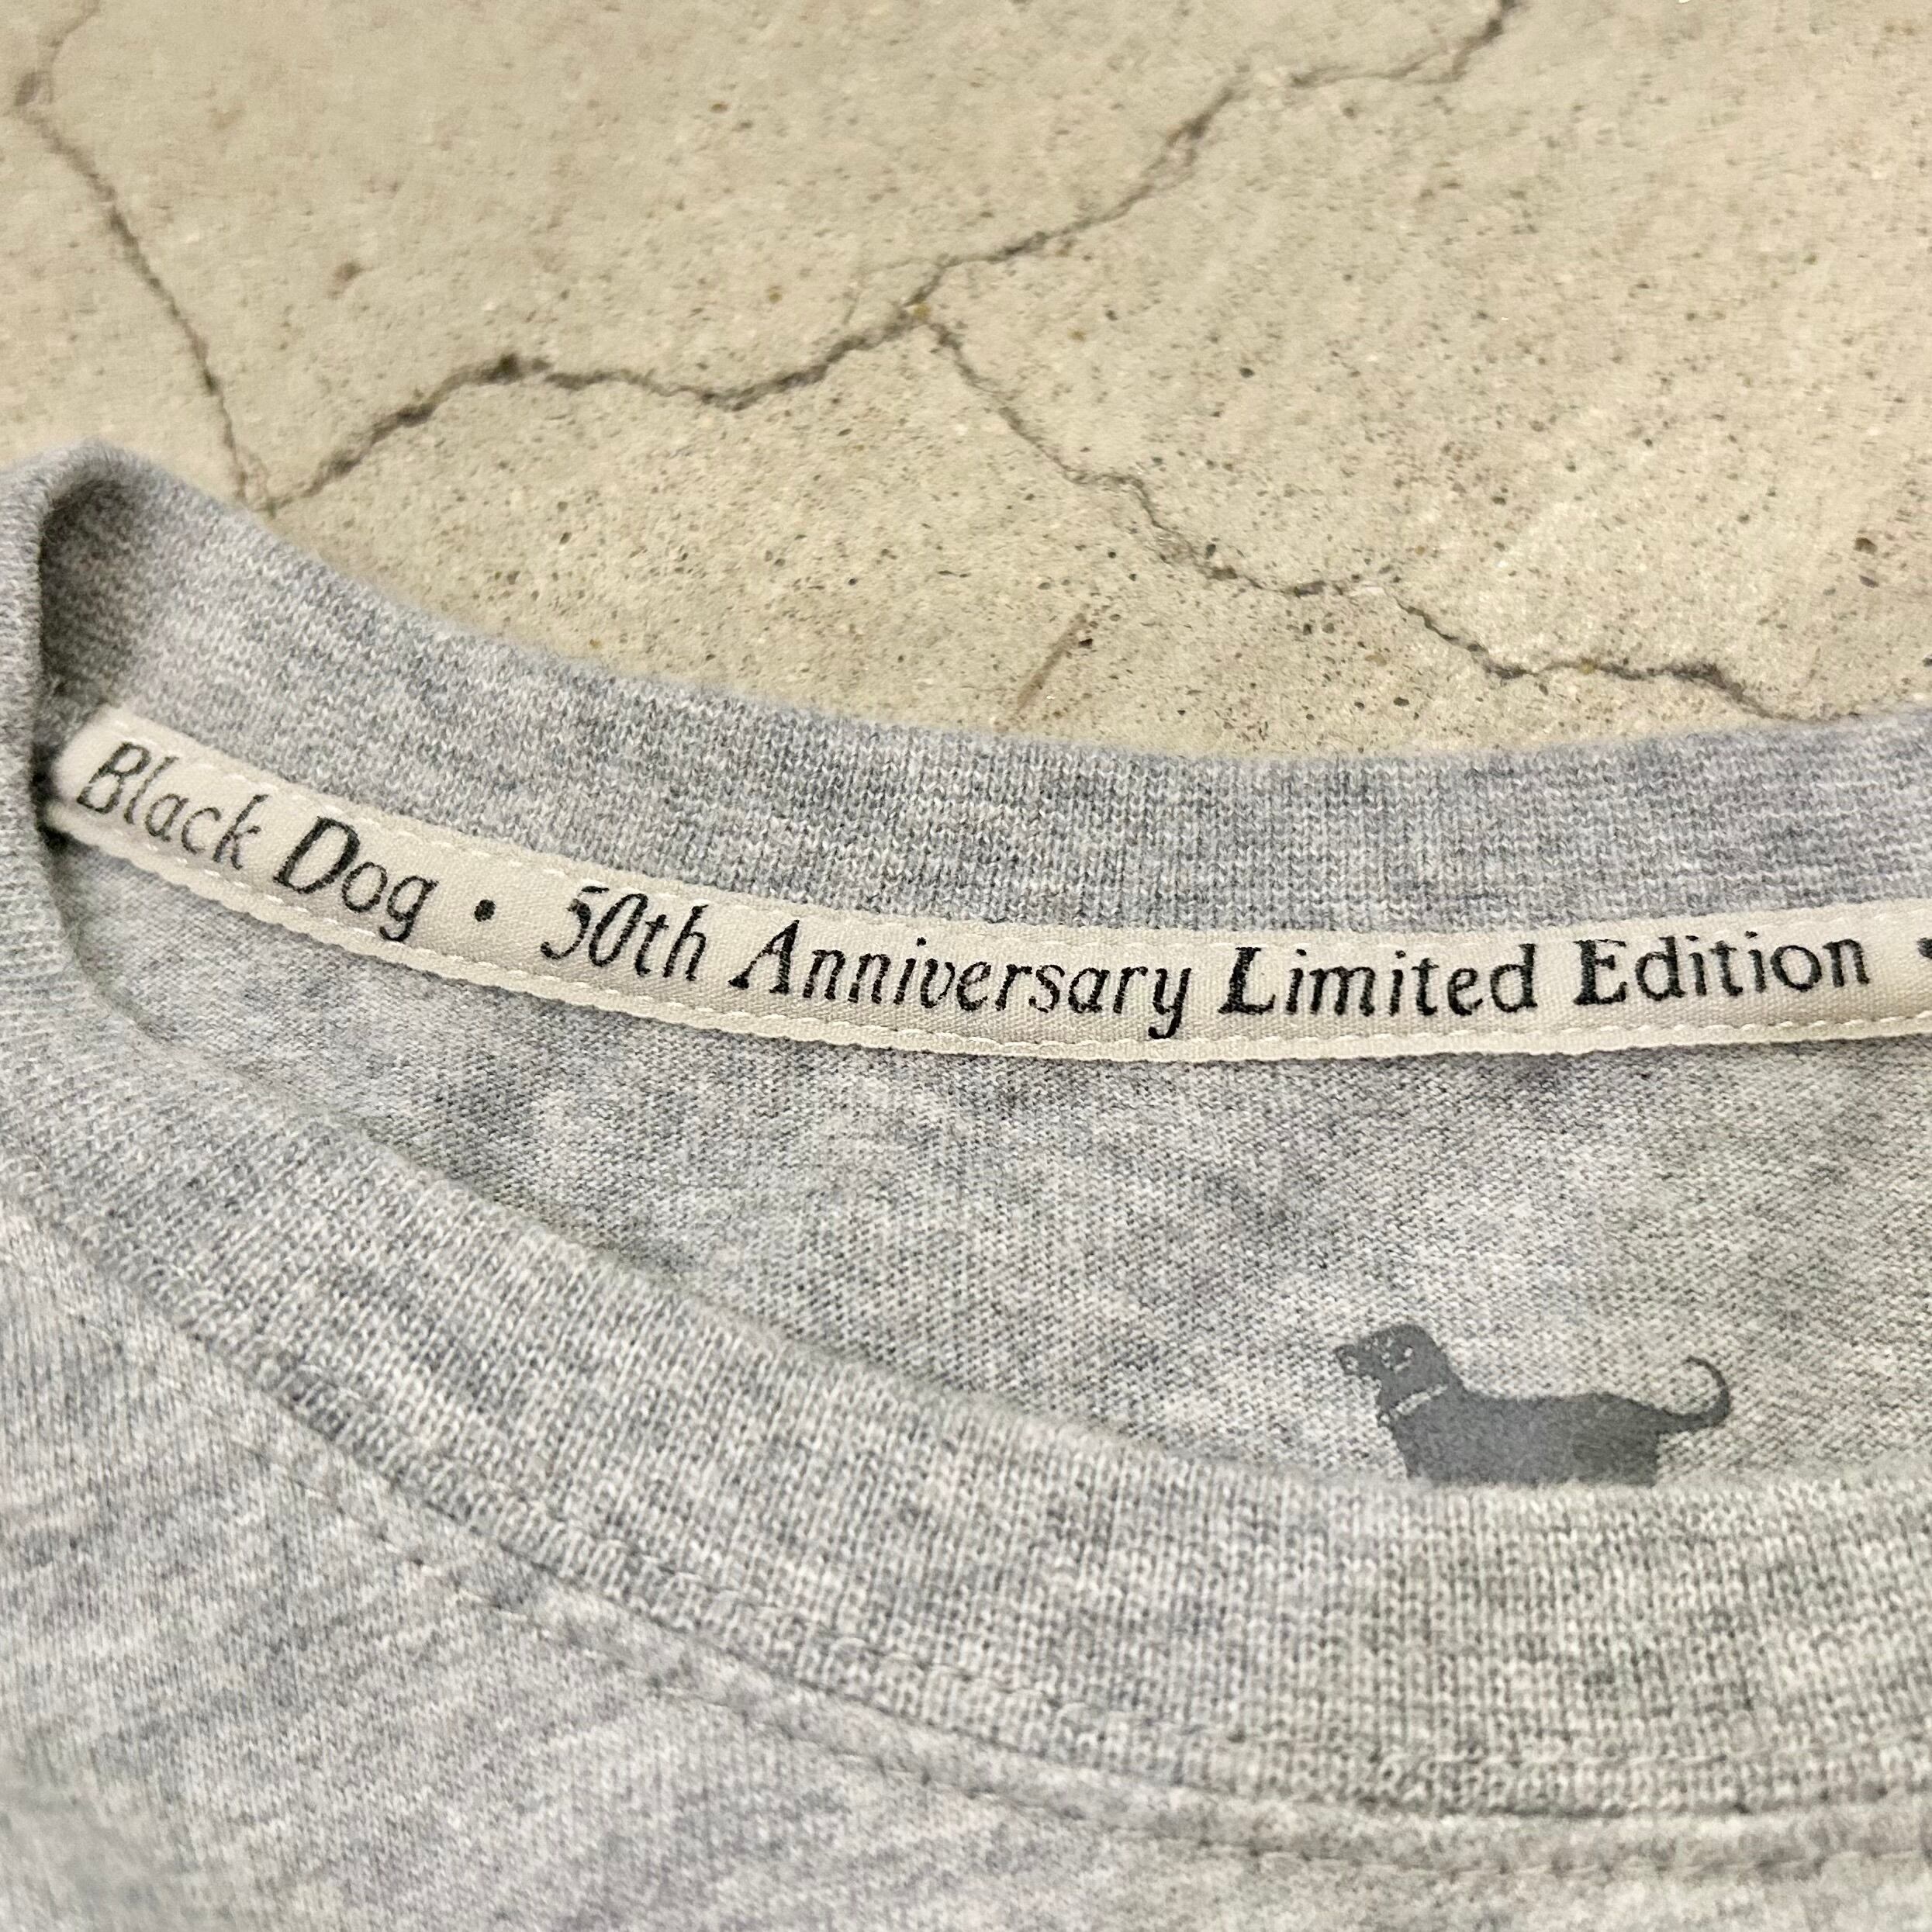 Black Dog • 50th Anniversary Limited Edition •